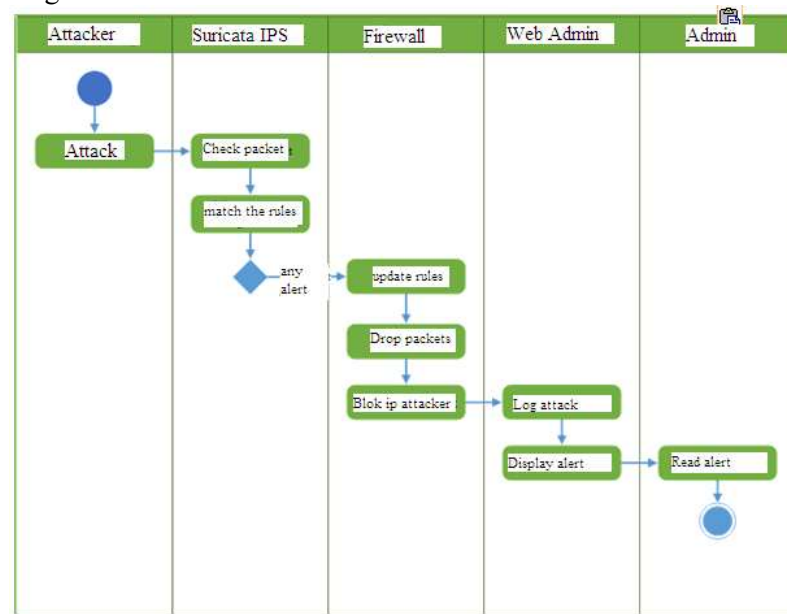 Attacker
Suricata IPS
Firewall
Web Admin
Admin
Attack
Check packet
match the rules
any
alert
update rules
Drop packets
Blok ip attacker
Log attack
Display alert
Read alert